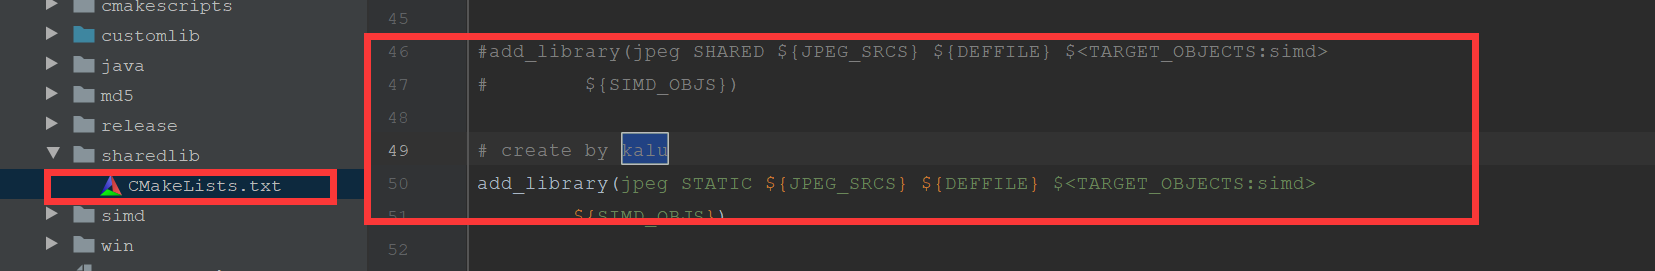 cmakescripts
customlib
java
md5
release
sharedlib
CMakeLists.txt
simd
win
45
46 #add_library(jpeg SHARED ${JPEG_SRCS} ${DEFFILE} $<TARGET_OBJECTS:simd>
47 #        ${SIMD_OBJS})
48
49 # create by kalu
50 add_library(jpeg STATIC ${JPEG_SRCS} ${DEFFILE} $<TARGET_OBJECTS:simd>
51         ${SIMD_OBJS})
52